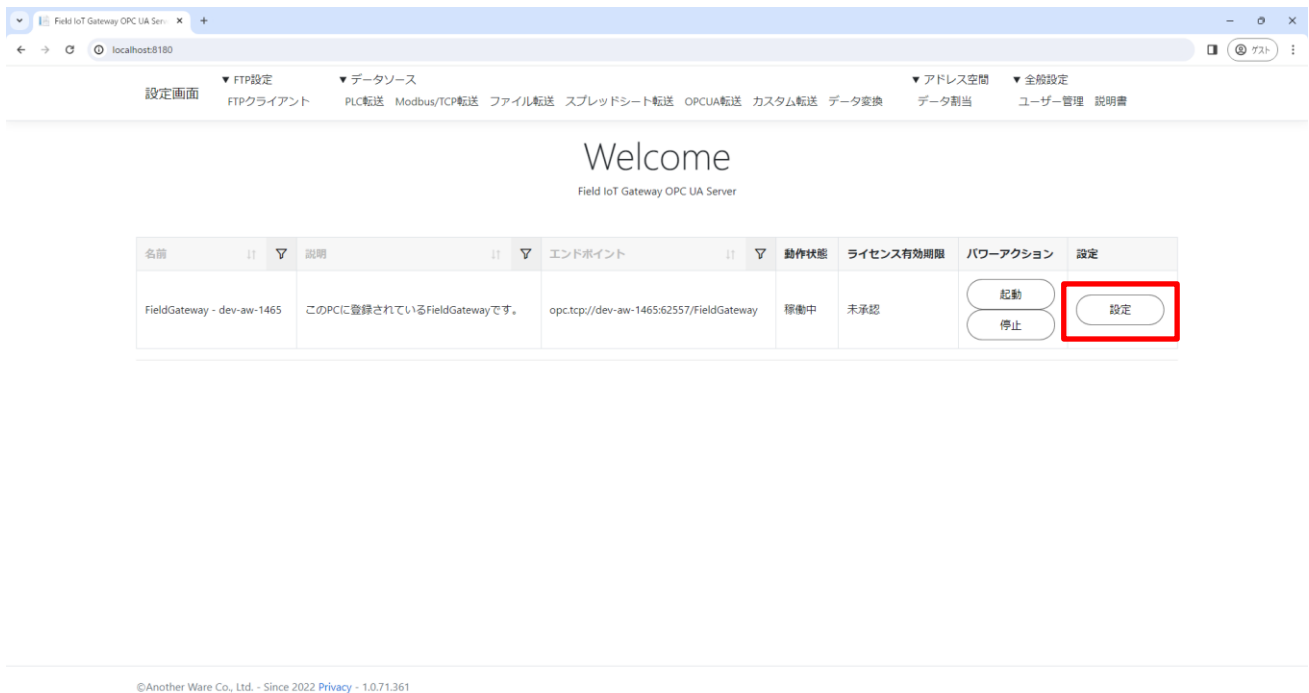 Field IoT Gateway OPC UA Serv
localhost:8180
ゲスト
設定画面
▼ FTP設定
FTPクライアント
▼ データソース
PLC転送 Modbus/TCP転送 ファイル転送 スプレッドシート転送 OPCUA転送 カスタム転送 データ変換
▼ アドレス空間
データ割当
▼ 全般設定
ユーザー管理 説明書
Welcome
Field IoT Gateway OPC UA Server
名前 説明 エンドポイント 動作状態 ライセンス有効期限 パワーアクション 設定
FieldGateway - dev-aw-1465 このPCに登録されているFieldGatewayです。 opc.tcp://dev-aw-1465:62557/FieldGateway 稼働中 未承認
起動
停止
設定
©Another Ware Co., Ltd. - Since 2022 Privacy - 1.0.71.361